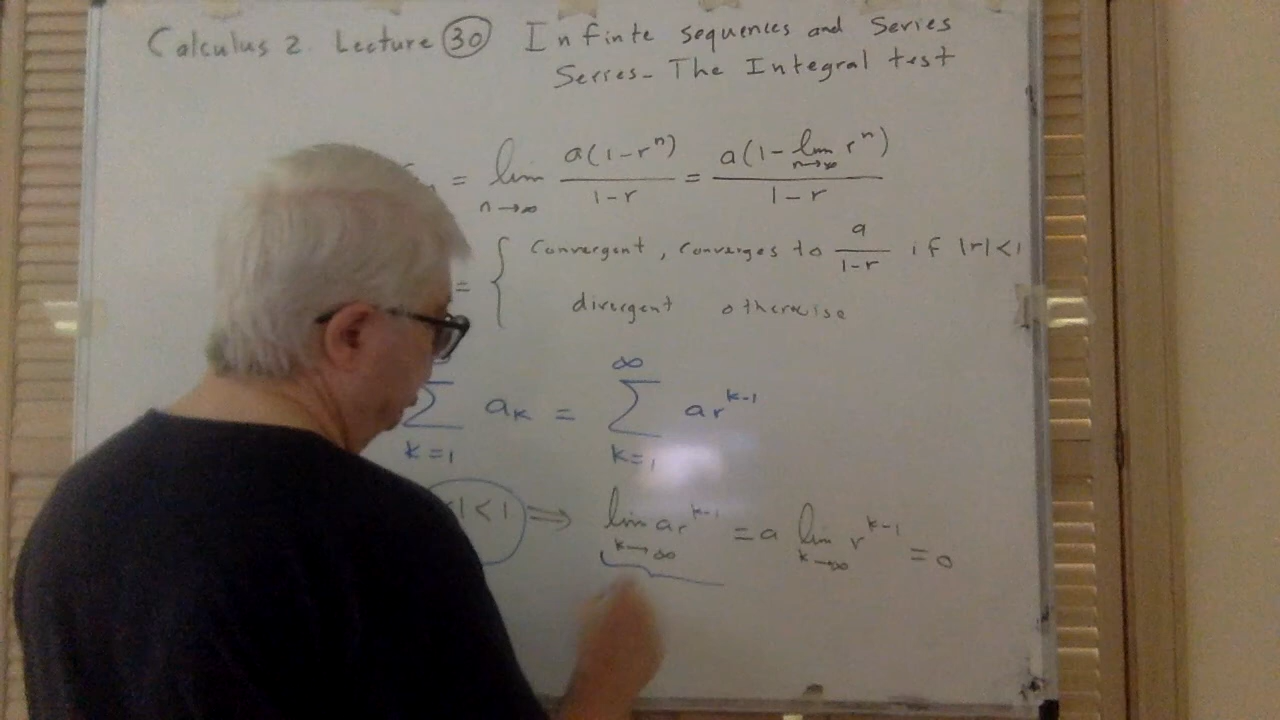 Calculus 2. Lecture 30 Infinte sequences and Series
Series - The Integral test
= lim n→∞ a(1-r^n) / 1-r = a(1-lim n→∞ r^n) / 1-r
= { convergent, converges to a / 1-r if |r|<1
divergent otherwise
∑ k=1 a_k = ∞ ∑ k=1 ar^k-1
|<1 ⇒ lim k→∞ ar^k-1 = a lim k→∞ r^k-1 = 0